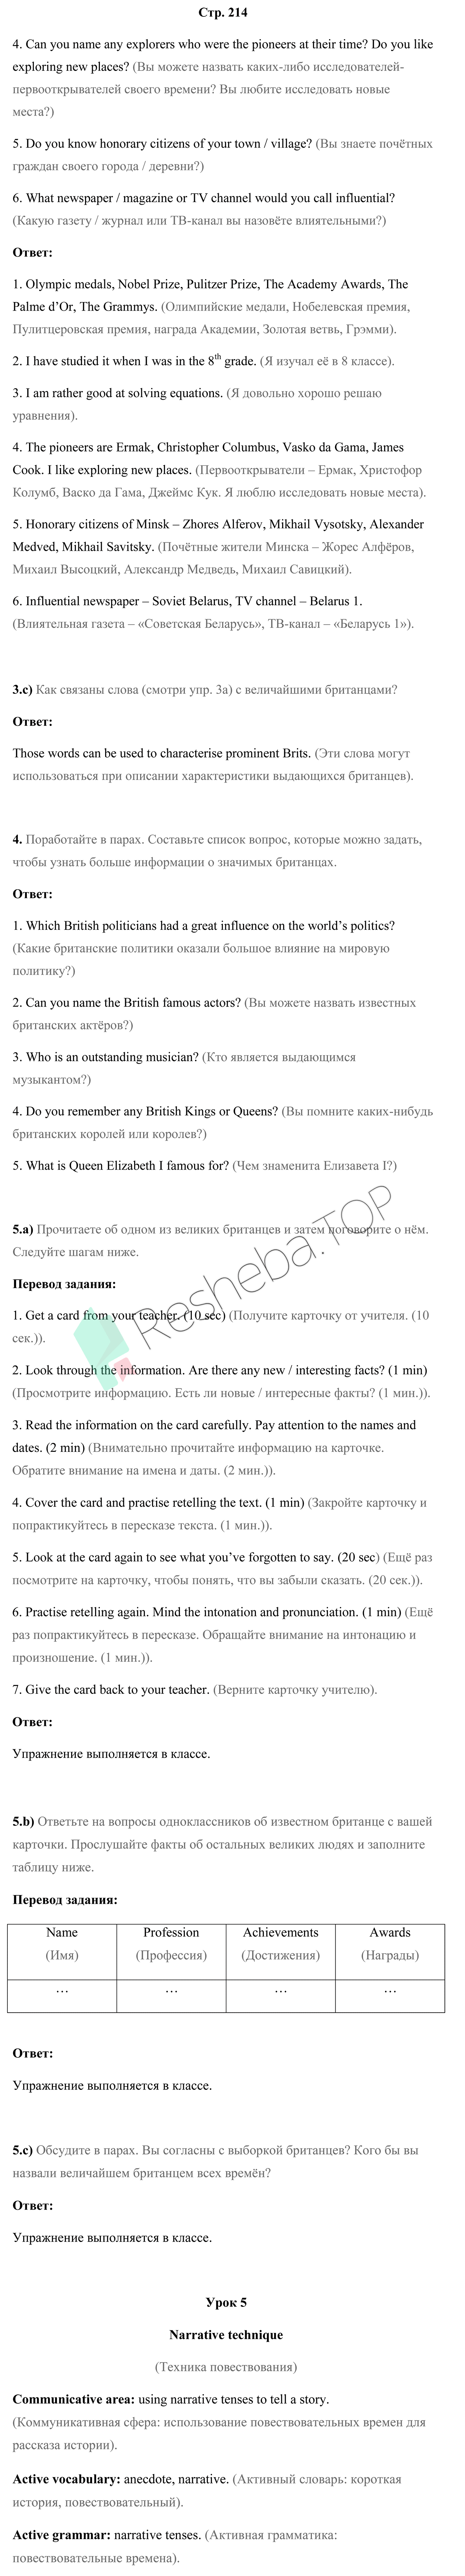 Стр. 214
4. Can you name any explorers who were the pioneers at their time? Do you like
exploring new places? (Вы можете назвать каких-либо исследователей-
первооткрывателей своего времени? Вы любите исследовать новые
места?)
5. Do you know honorary citizens of your town / village? (Вы знаете почётных
граждан своего города / деревни?)
6. What newspaper / magazine or TV channel would you call influential?
(Какую газету / журнал или ТВ-канал вы назовёте влиятельными?)
Ответ:
1. Olympic medals, Nobel Prize, Pulitzer Prize, The Academy Awards, The
Palme d’Or, The Grammys. (Олимпийские медали, Нобелевская премия,
Пулитцеровская премия, награда Академии, Золотая ветвь, Грэмми).
2. I have studied it when I was in the 8th grade. (Я изучал её в 8 классе).
3. I am rather good at solving equations. (Я довольно хорошо решаю
уравнения).
4. The pioneers are Ermak, Christopher Columbus, Vasko da Gama, James
Cook. I like exploring new places. (Первооткрыватели – Ермак, Христофор
Колумб, Васко да Гама, Джеймс Кук. Я люблю исследовать новые места).
5. Honorary citizens of Minsk – Zhores Alferov, Mikhail Vysotsky, Alexander
Medved, Mikhail Savitsky. (Почётные жители Минска – Жорес Алфёров,
Михаил Высоцкий, Александр Медведь, Михаил Савицкий).
6. Influential newspaper – Soviet Belarus, TV channel – Belarus 1.
(Влиятельная газета – «Советская Беларусь», ТВ-канал – «Беларусь 1»).
3.c) Как связаны слова (смотри упр. 3a) с величайшими британцами?
Ответ:
Those words can be used to characterise prominent Brits. (Эти слова могут
использоваться при описании характеристики выдающихся британцев).
4. Поработайте в парах. Составьте список вопрос, которые можно задать,
чтобы узнать больше информации о значимых британцах.
Ответ:
1. Which British politicians had a great influence on the world’s politics?
(Какие британские политики оказали большое влияние на мировую
политику?)
2. Can you name the British famous actors? (Вы можете назвать известных
британских актёров?)
3. Who is an outstanding musician? (Кто является выдающимся
музыкантом?)
4. Do you remember any British Kings or Queens? (Вы помните каких-нибудь
британских королей или королев?)
5. What is Queen Elizabeth I famous for? (Чем знаменита Елизавета I?)
5.a) Прочитаете об одном из великих британцев и затем поговорите о нём.
Следуйте шагам ниже.
Перевод задания:
1. Get a card from your teacher. (10 sec) (Получите карточку от учителя. (10
сек.)).
2. Look through the information. Are there any new / interesting facts? (1 min)
(Просмотрите информацию. Есть ли новые / интересные факты? (1 мин.)).
3. Read the information on the card carefully. Pay attention to the names and
dates. (2 min) (Внимательно прочитайте информацию на карточке.
Обратите внимание на имена и даты. (2 мин.)).
4. Cover the card and practise retelling the text. (1 min) (Закройте карточку и
попрактикуйтесь в пересказе текста. (1 мин.)).
5. Look at the card again to see what you’ve forgotten to say. (20 sec) (Ещё раз
посмотрите на карточку, чтобы понять, что вы забыли сказать. (20 сек.)).
6. Practise retelling again. Mind the intonation and pronunciation. (1 min) (Ещё
раз попрактикуйтесь в пересказе. Обращайте внимание на интонацию и
произношение. (1 мин.)).
7. Give the card back to your teacher. (Верните карточку учителю).
Ответ:
Упражнение выполняется в классе.
5.b) Ответьте на вопросы одноклассников об известном британце с вашей
карточки. Прослушайте факты об остальных великих людях и заполните
таблицу ниже.
Перевод задания:
Name Profession Achievements Awards
(Имя) (Профессия) (Достижения) (Награды)
… … … …
Ответ:
Упражнение выполняется в классе.
5.c) Обсудите в парах. Вы согласны с выборкой британцев? Кого бы вы
назвали величайшем британцем всех времён?
Ответ:
Упражнение выполняется в классе.
Урок 5
Narrative technique
(Техника повествования)
Communicative area: using narrative tenses to tell a story.
(Коммуникативная сфера: использование повествовательных времен для
рассказа истории).
Active vocabulary: anecdote, narrative. (Активный словарь: короткая
история, повествовательный).
Active grammar: narrative tenses. (Активная грамматика:
повествовательные времена).
Resheba.TOP